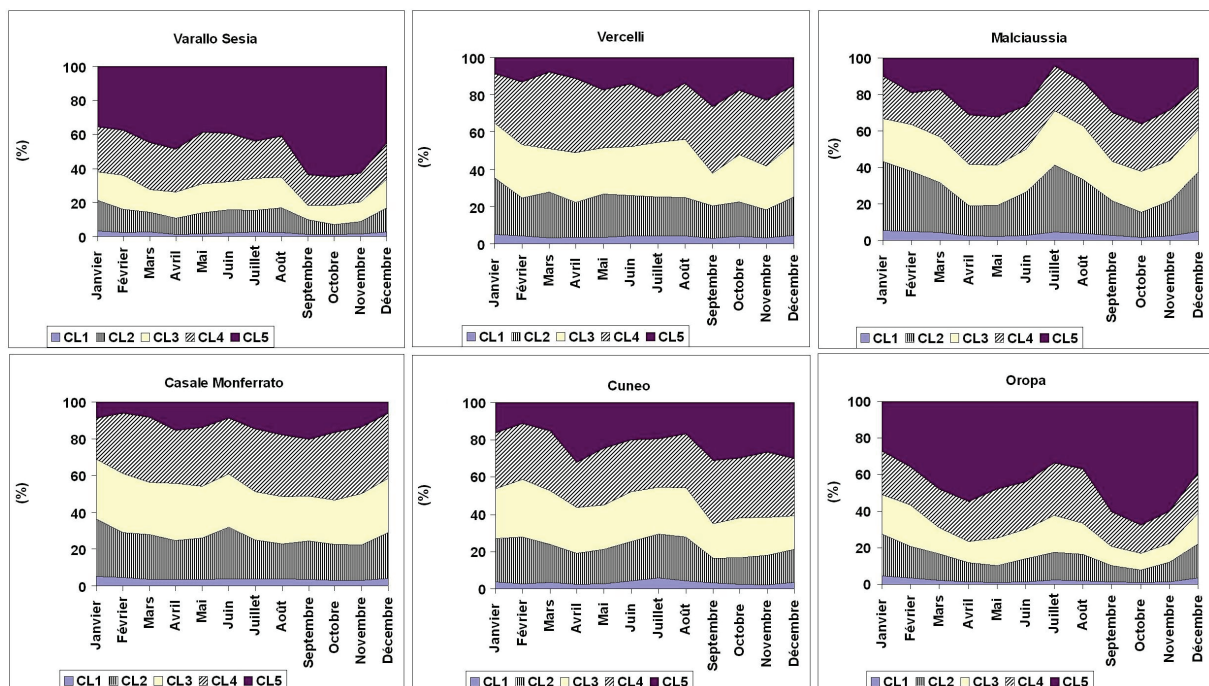 Varallo Sesia
100
80
60
40
20
0
(%)
Janvier
Février
Mars
Avril
Mai
Juin
Juillet
Août
Septembre
Octobre
Novembre
Décembre
CL1 CL2 CL3 CL4 CL5
Vercelli
100
80
60
40
20
0
(%)
Janvier
Février
Mars
Avril
Mai
Juin
Juillet
Août
Septembre
Octobre
Novembre
Décembre
CL1 CL2 CL3 CL4 CL5
Malciaussia
100
80
60
40
20
0
(%)
Janvier
Février
Mars
Avril
Mai
Juin
Juillet
Août
Septembre
Octobre
Novembre
Décembre
CL1 CL2 CL3 CL4 CL5
Casale Monferrato
100
80
60
40
20
0
(%)
Janvier
Février
Mars
Avril
Mai
Juin
Juillet
Août
Septembre
Octobre
Novembre
Décembre
CL1 CL2 CL3 CL4 CL5
Cuneo
100
80
60
40
20
0
(%)
Janvier
Février
Mars
Avril
Mai
Juin
Juillet
Août
Septembre
Octobre
Novembre
Décembre
CL1 CL2 CL3 CL4 CL5
Oropa
100
80
60
40
20
0
(%)
Janvier
Février
Mars
Avril
Mai
Juin
Juillet
Août
Septembre
Octobre
Novembre
Décembre
CL1 CL2 CL3 CL4 CL5